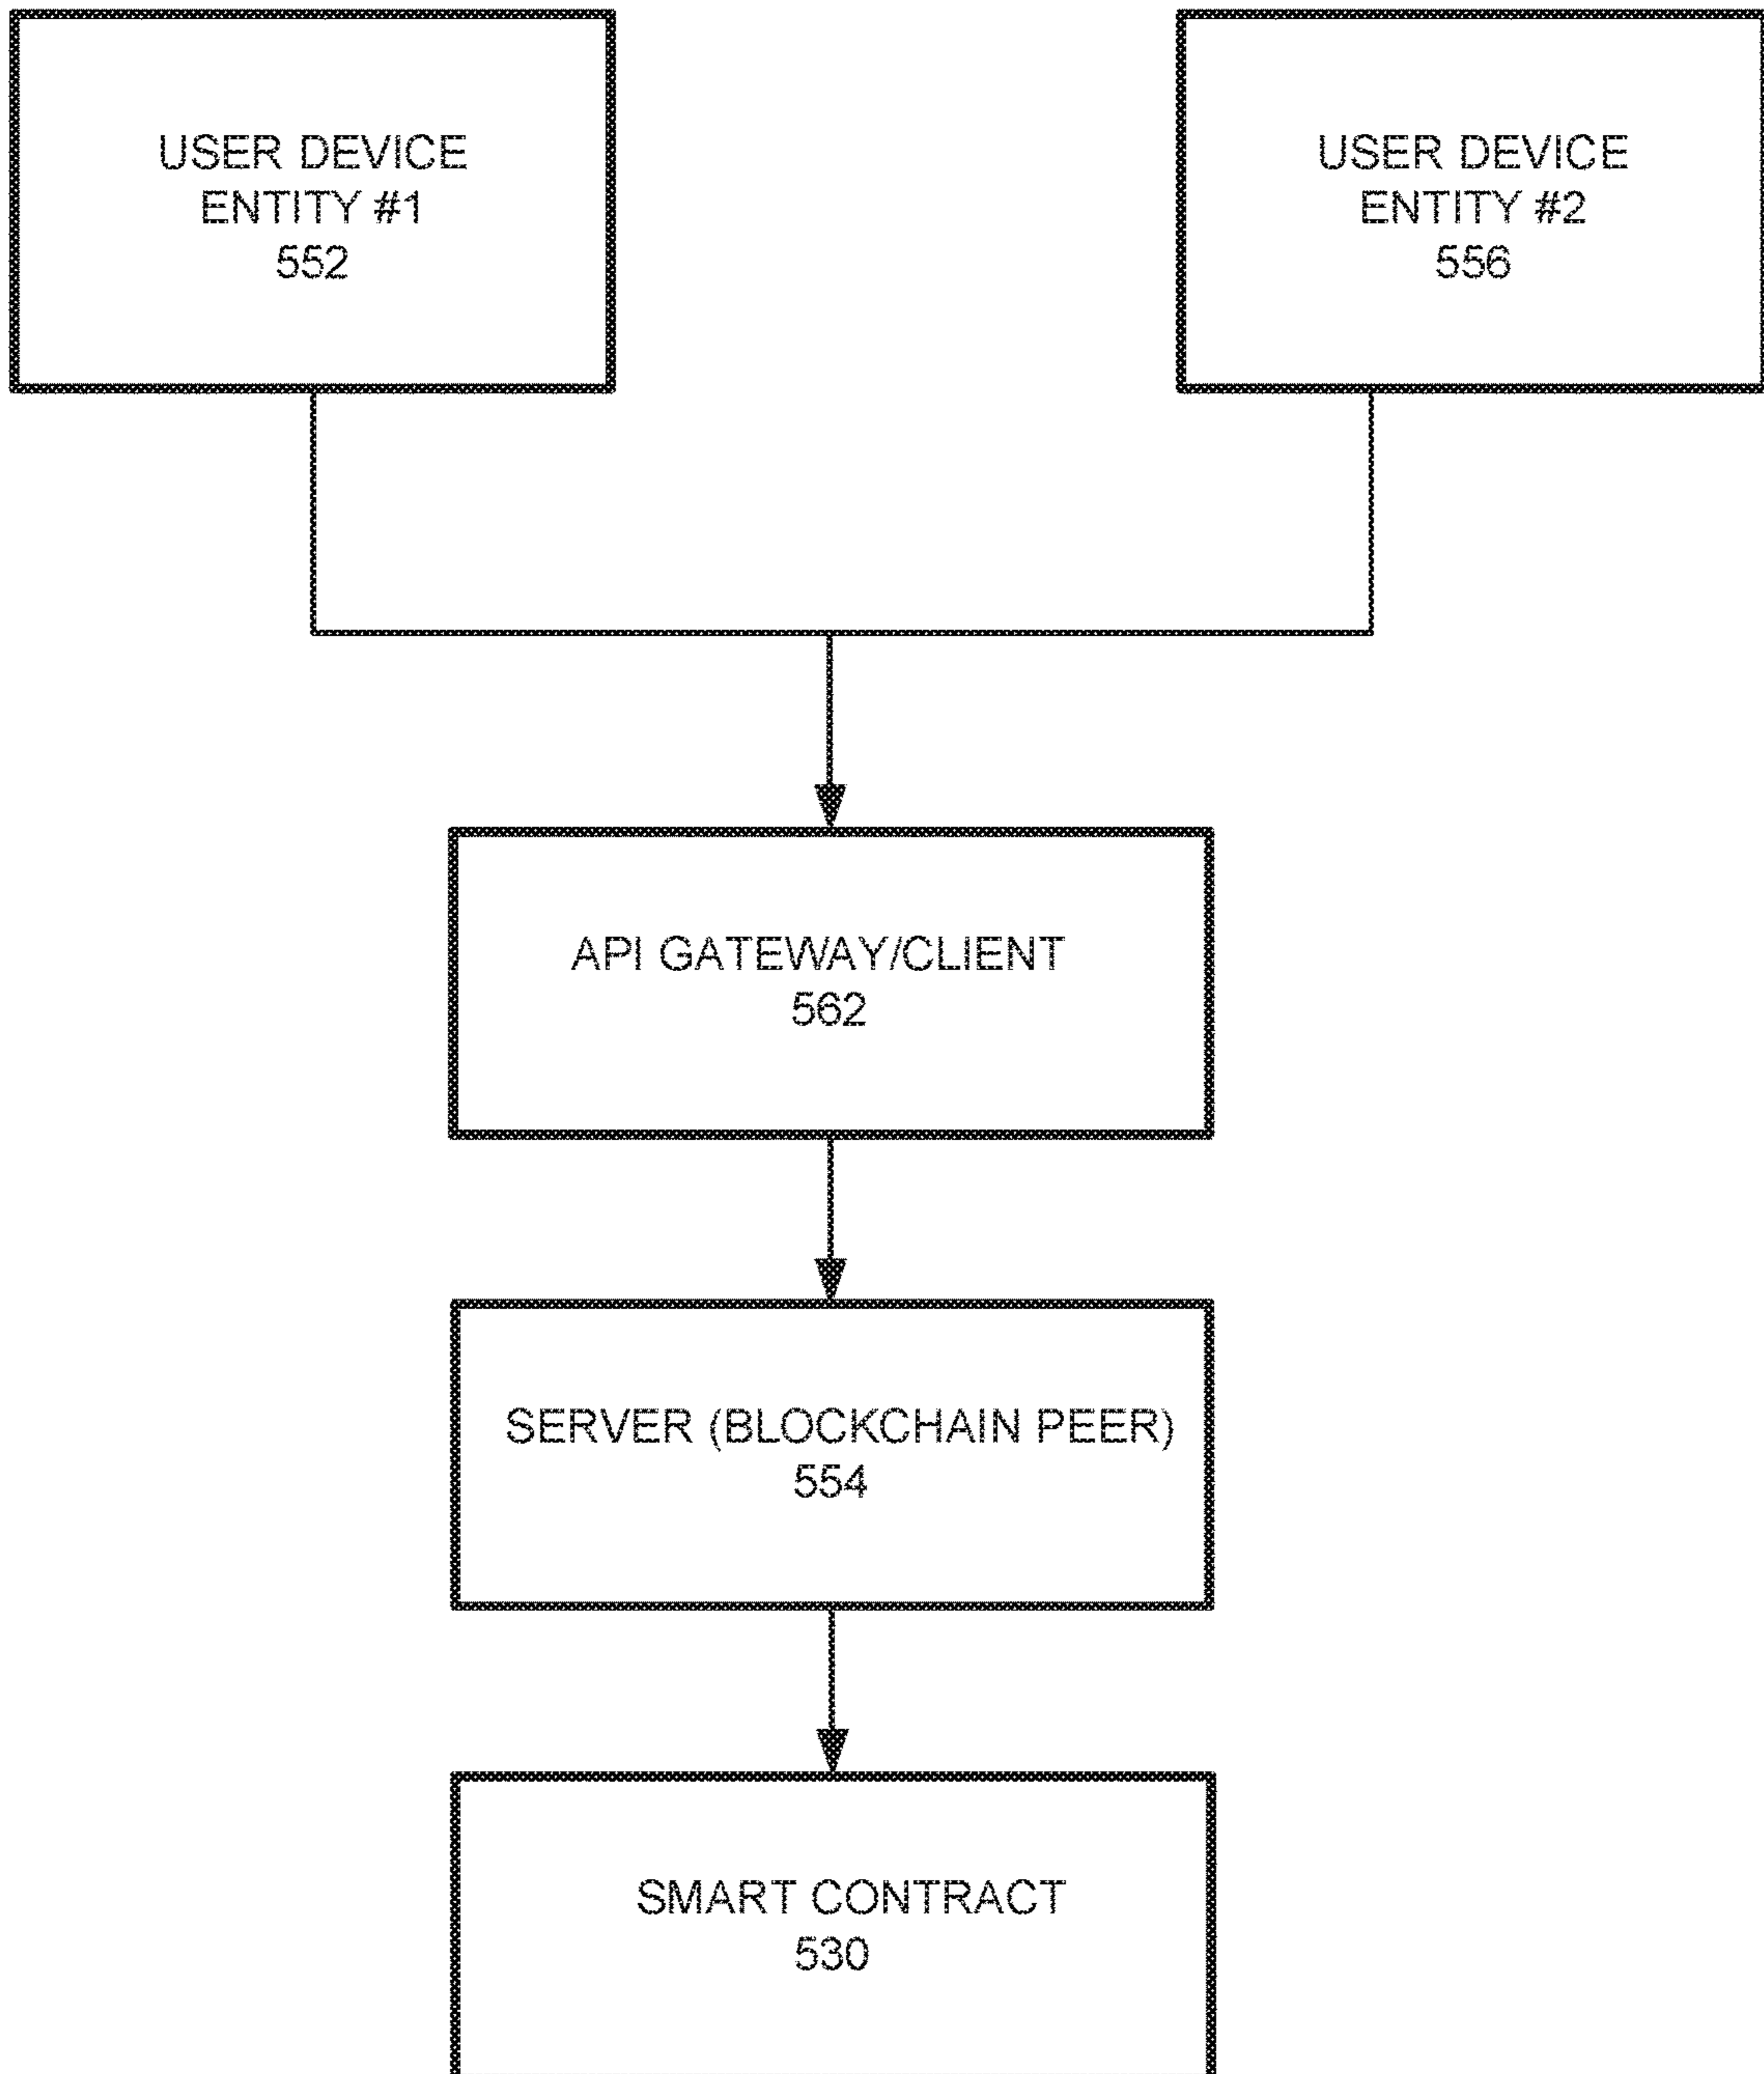 USER DEVICE
ENTITY #1
552
USER DEVICE
ENTITY #2
556
API GATEWAY/CLIENT
562
SERVER (BLOCKCHAIN PEER)
554
SMART CONTRACT
530